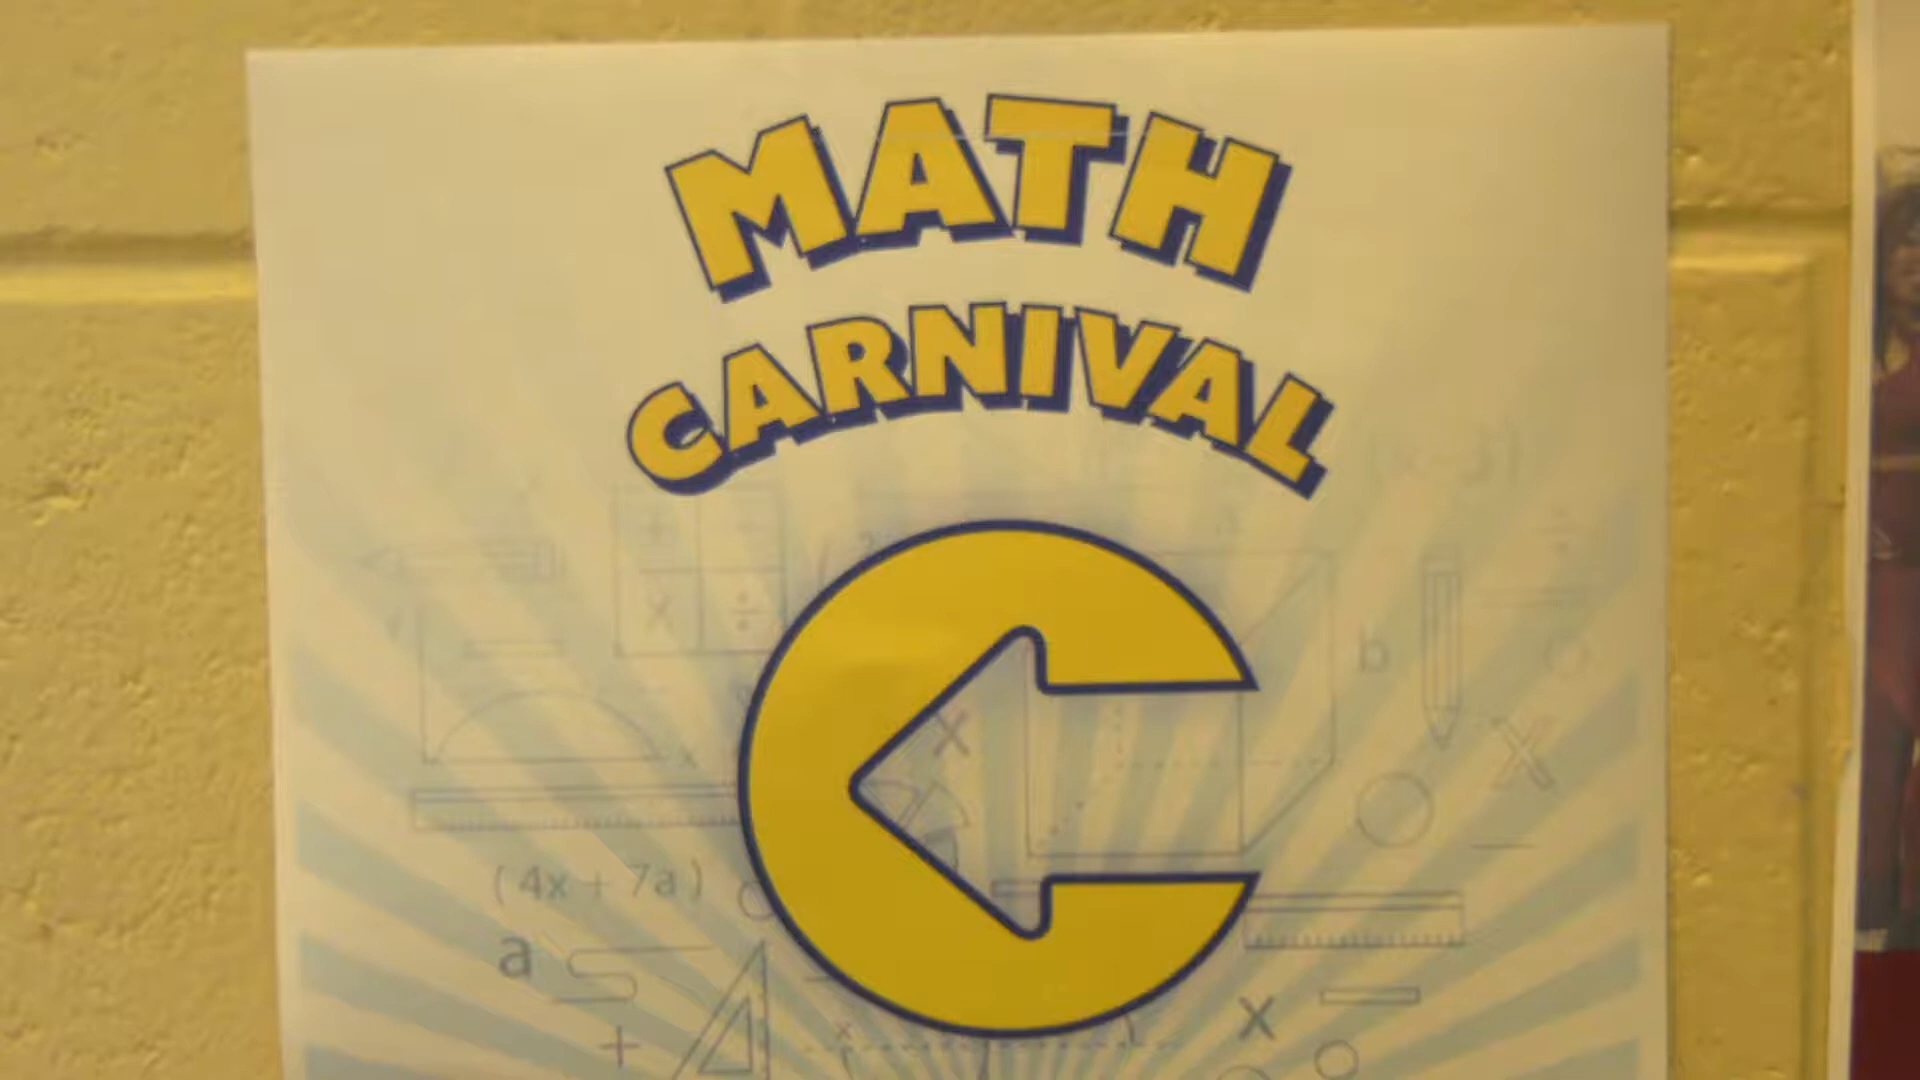 MATH
CARNIVAL
+ -
X ÷
b
X
X
( 4x + 7a )
a
X
+
x